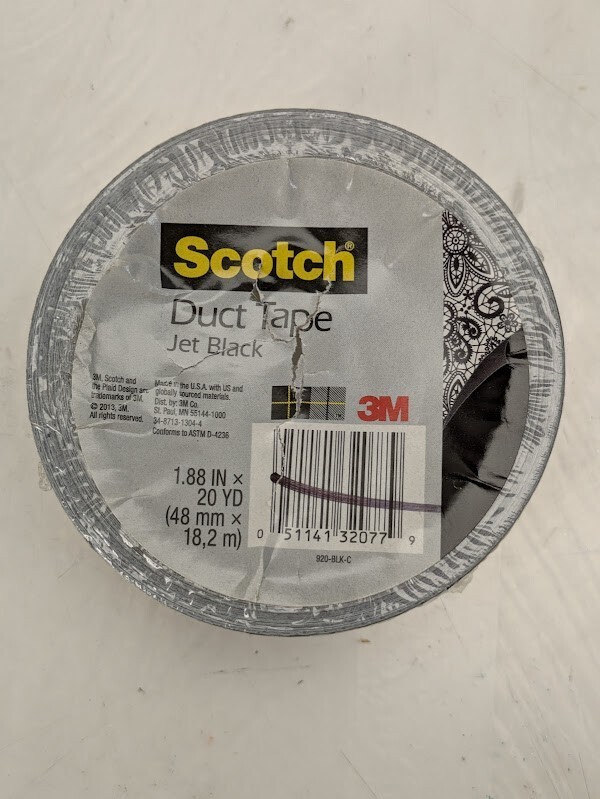 Scotch®
Duct Tape
Jet Black
3M, Scotch and
the Plaid Design are
trademarks of 3M.
© 2013, 3M.
All rights reserved.
Made in the U.S.A. with US and
globally sourced materials.
Dist. by: 3M Co.
St. Paul, MN 55144-1000
34-8713-1304-4
Conforms to ASTM D-4236
3M
1.88 IN ×
20 YD
(48 mm ×
18,2 m)
0 51141 32077 9
920-BLK-C